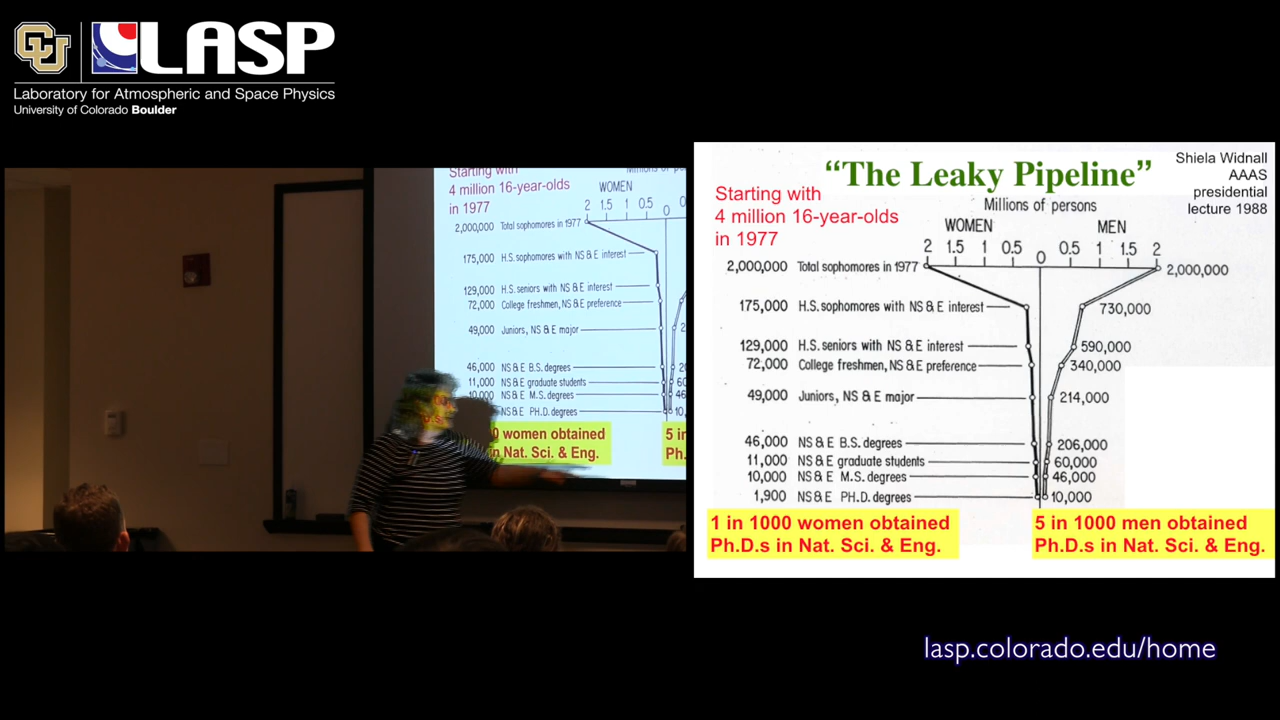 CU
LASP
Laboratory for Atmospheric and Space Physics
University of Colorado Boulder
Starting with
4 million 16-year-olds
in 1977
WOMEN
2 1.5 1 0.5 0
2,000,000 Total sophomores in 1977
175,000 H.S. sophomores with NS & E interest
129,000 H.S. seniors with NS & E interest
72,000 College freshmen, NS & E preference
49,000 Juniors, NS & E major
46,000 NS & E B.S. degrees
11,000 NS & E graduate students
10,000 NS & E M.S. degrees
NS & E PH.D. degrees
women obtained
in Nat. Sci. & Eng.
5 in
Ph.
“The Leaky Pipeline”
Shiela Widnall
AAAS
presidential
lecture 1988
Starting with
4 million 16-year-olds
in 1977
Millions of persons
WOMEN MEN
2 1.5 1 0.5 0 0.5 1 1.5 2
2,000,000 Total sophomores in 1977 2,000,000
175,000 H.S. sophomores with NS & E interest 730,000
129,000 H.S. seniors with NS & E interest 590,000
72,000 College freshmen, NS & E preference 340,000
49,000 Juniors, NS & E major 214,000
46,000 NS & E B.S. degrees 206,000
11,000 NS & E graduate students 60,000
10,000 NS & E M.S. degrees 46,000
1,900 NS & E PH.D. degrees 10,000
1 in 1000 women obtained
Ph.D.s in Nat. Sci. & Eng.
5 in 1000 men obtained
Ph.D.s in Nat. Sci. & Eng.
lasp.colorado.edu/home